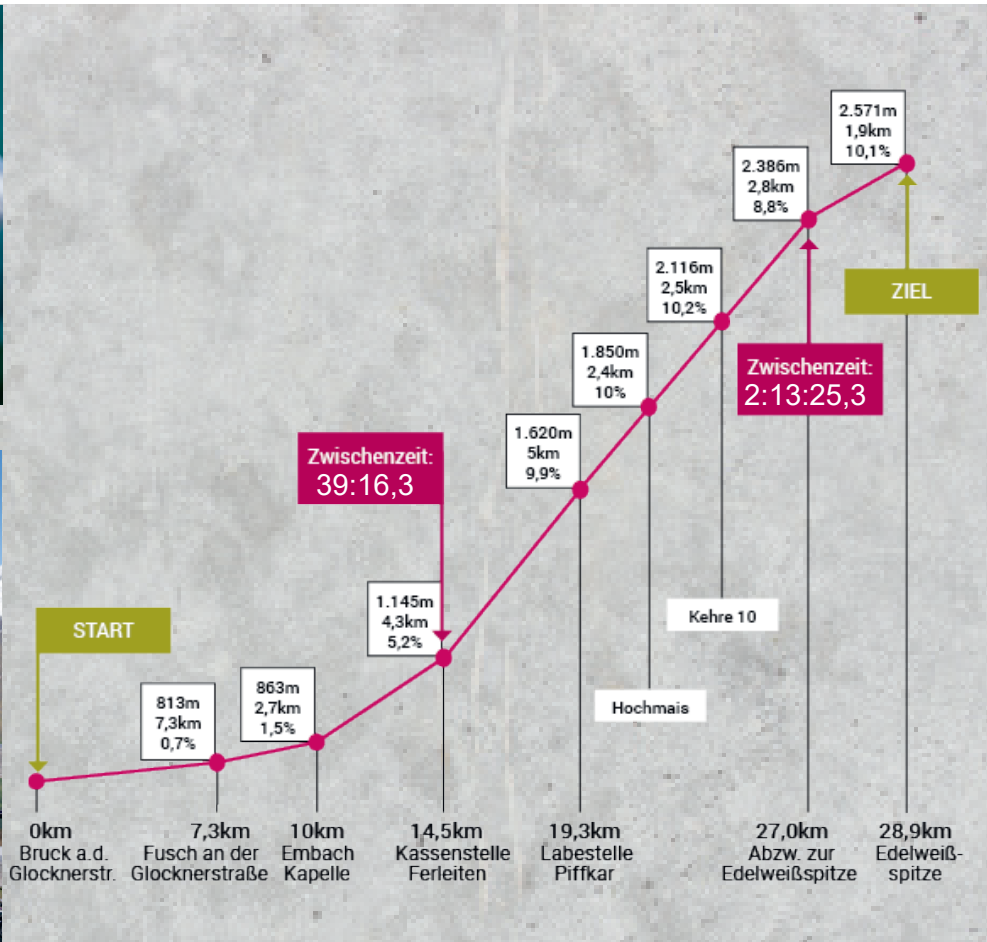 2.571m
1,9km
10,1%
2.386m
2,8km
8,8%
2.116m
2,5km
10,2%
ZIEL
1.850m
2,4km
10%
Zwischenzeit:
2:13:25,3
1.620m
5km
9,9%
Zwischenzeit:
39:16,3
1.145m
4,3km
5,2%
Kehre 10
START
863m
2,7km
1,5%
813m
7,3km
0,7%
Hochmais
0km
Bruck a.d.
Glocknerstr.
7,3km
Fusch an der
Glocknerstraße
10km
Embach
Kapelle
14,5km
Kassenstelle
Ferleiten
19,3km
Labestelle
Piffkar
27,0km
Abzw. zur
Edelweißspitze
28,9km
Edelweiß-
spitze